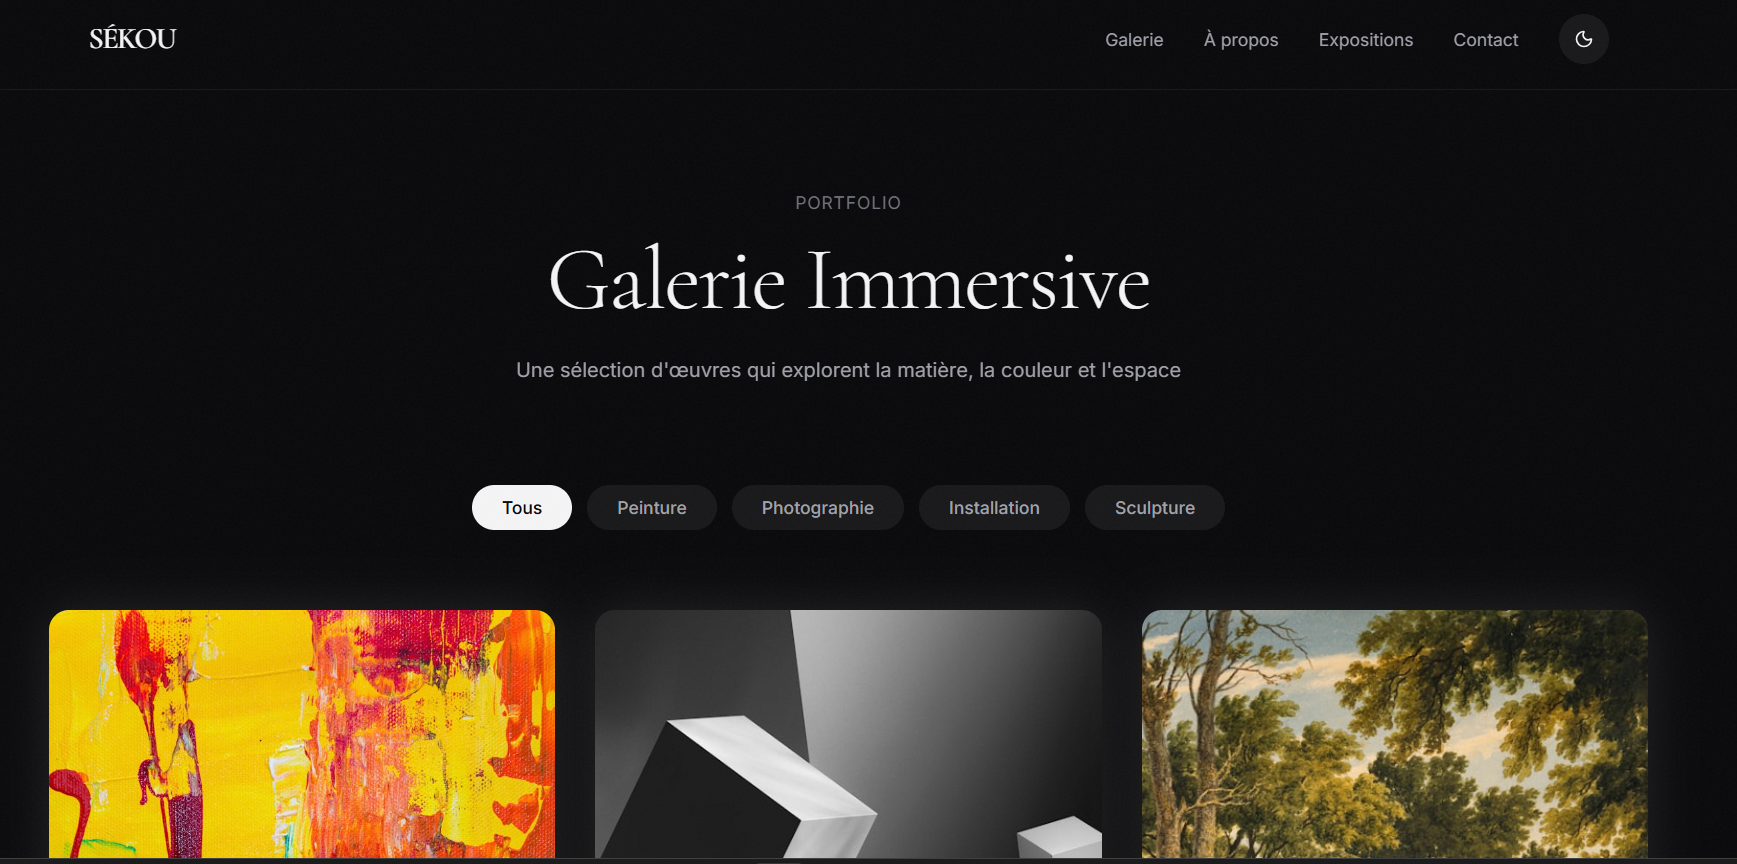 SÉKOU
Galerie À propos Expositions Contact
PORTFOLIO
Galerie Immersive
Une sélection d'œuvres qui explorent la matière, la couleur et l'espace
Tous Peinture Photographie Installation Sculpture